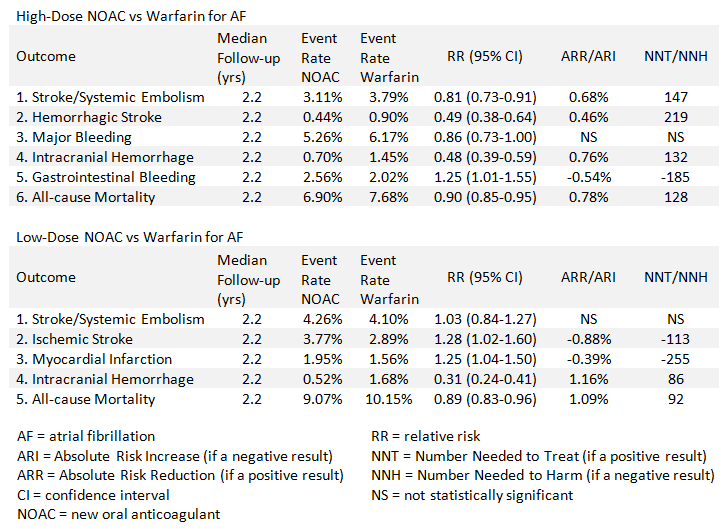 High-Dose NOAC vs Warfarin for AF
Outcome Median Follow-up (yrs) Event Rate NOAC Event Rate Warfarin RR (95% CI) ARR/ARI NNT/NNH
1. Stroke/Systemic Embolism 2.2 3.11% 3.79% 0.81 (0.73-0.91) 0.68% 147
2. Hemorrhagic Stroke 2.2 0.44% 0.90% 0.49 (0.38-0.64) 0.46% 219
3. Major Bleeding 2.2 5.26% 6.17% 0.86 (0.73-1.00) NS NS
4. Intracranial Hemorrhage 2.2 0.70% 1.45% 0.48 (0.39-0.59) 0.76% 132
5. Gastrointestinal Bleeding 2.2 2.56% 2.02% 1.25 (1.01-1.55) -0.54% -185
6. All-cause Mortality 2.2 6.90% 7.68% 0.90 (0.85-0.95) 0.78% 128
Low-Dose NOAC vs Warfarin for AF
Outcome Median Follow-up (yrs) Event Rate NOAC Event Rate Warfarin RR (95% CI) ARR/ARI NNT/NNH
1. Stroke/Systemic Embolism 2.2 4.26% 4.10% 1.03 (0.84-1.27) NS NS
2. Ischemic Stroke 2.2 3.77% 2.89% 1.28 (1.02-1.60) -0.88% -113
3. Myocardial Infarction 2.2 1.95% 1.56% 1.25 (1.04-1.50) -0.39% -255
4. Intracranial Hemorrhage 2.2 0.52% 1.68% 0.31 (0.24-0.41) 1.16% 86
5. All-cause Mortality 2.2 9.07% 10.15% 0.89 (0.83-0.96) 1.09% 92
AF = atrial fibrillation
ARI = Absolute Risk Increase (if a negative result)
ARR = Absolute Risk Reduction (if a positive result)
CI = confidence interval
NOAC = new oral anticoagulant
RR = relative risk
NNT = Number Needed to Treat (if a positive result)
NNH = Number Needed to Harm (if a negative result)
NS = not statistically significant